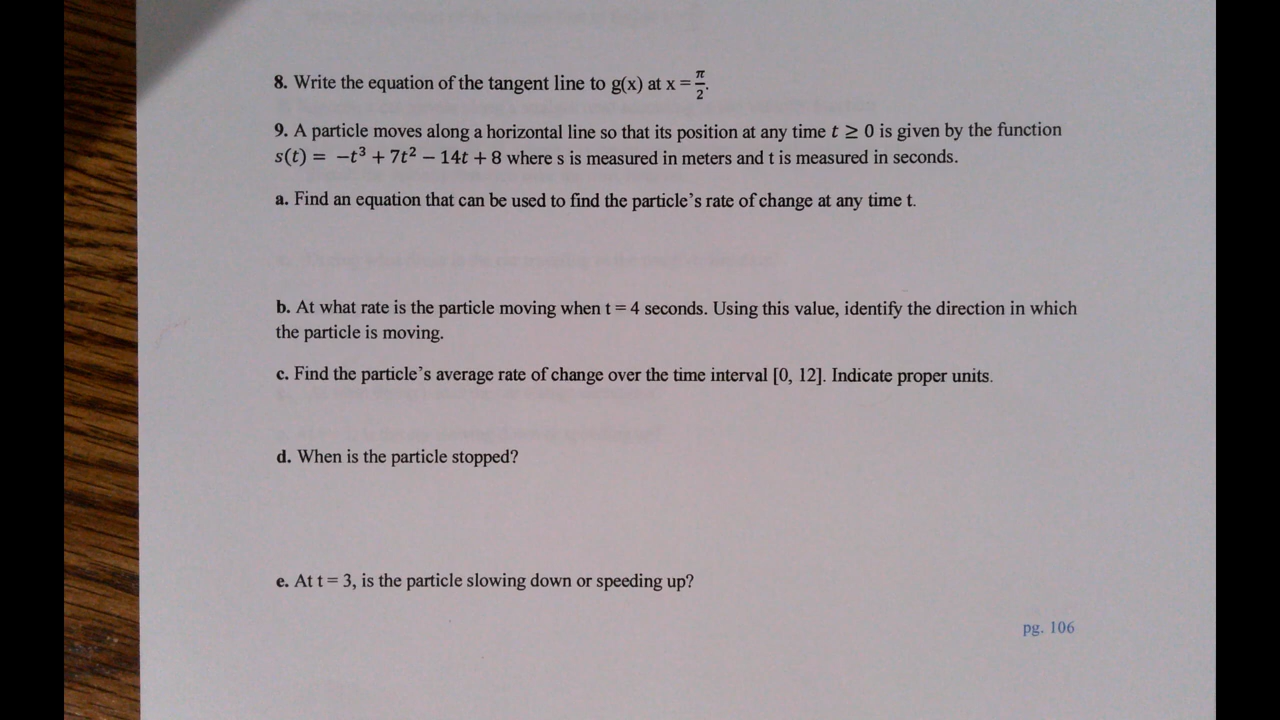 8. Write the equation of the tangent line to g(x) at x = π/2.
9. A particle moves along a horizontal line so that its position at any time t ≥ 0 is given by the function
s(t) = −t³ + 7t² − 14t + 8 where s is measured in meters and t is measured in seconds.
a. Find an equation that can be used to find the particle's rate of change at any time t.
b. At what rate is the particle moving when t = 4 seconds. Using this value, identify the direction in which
the particle is moving.
c. Find the particle's average rate of change over the time interval [0, 12]. Indicate proper units.
d. When is the particle stopped?
e. At t = 3, is the particle slowing down or speeding up?
pg. 106